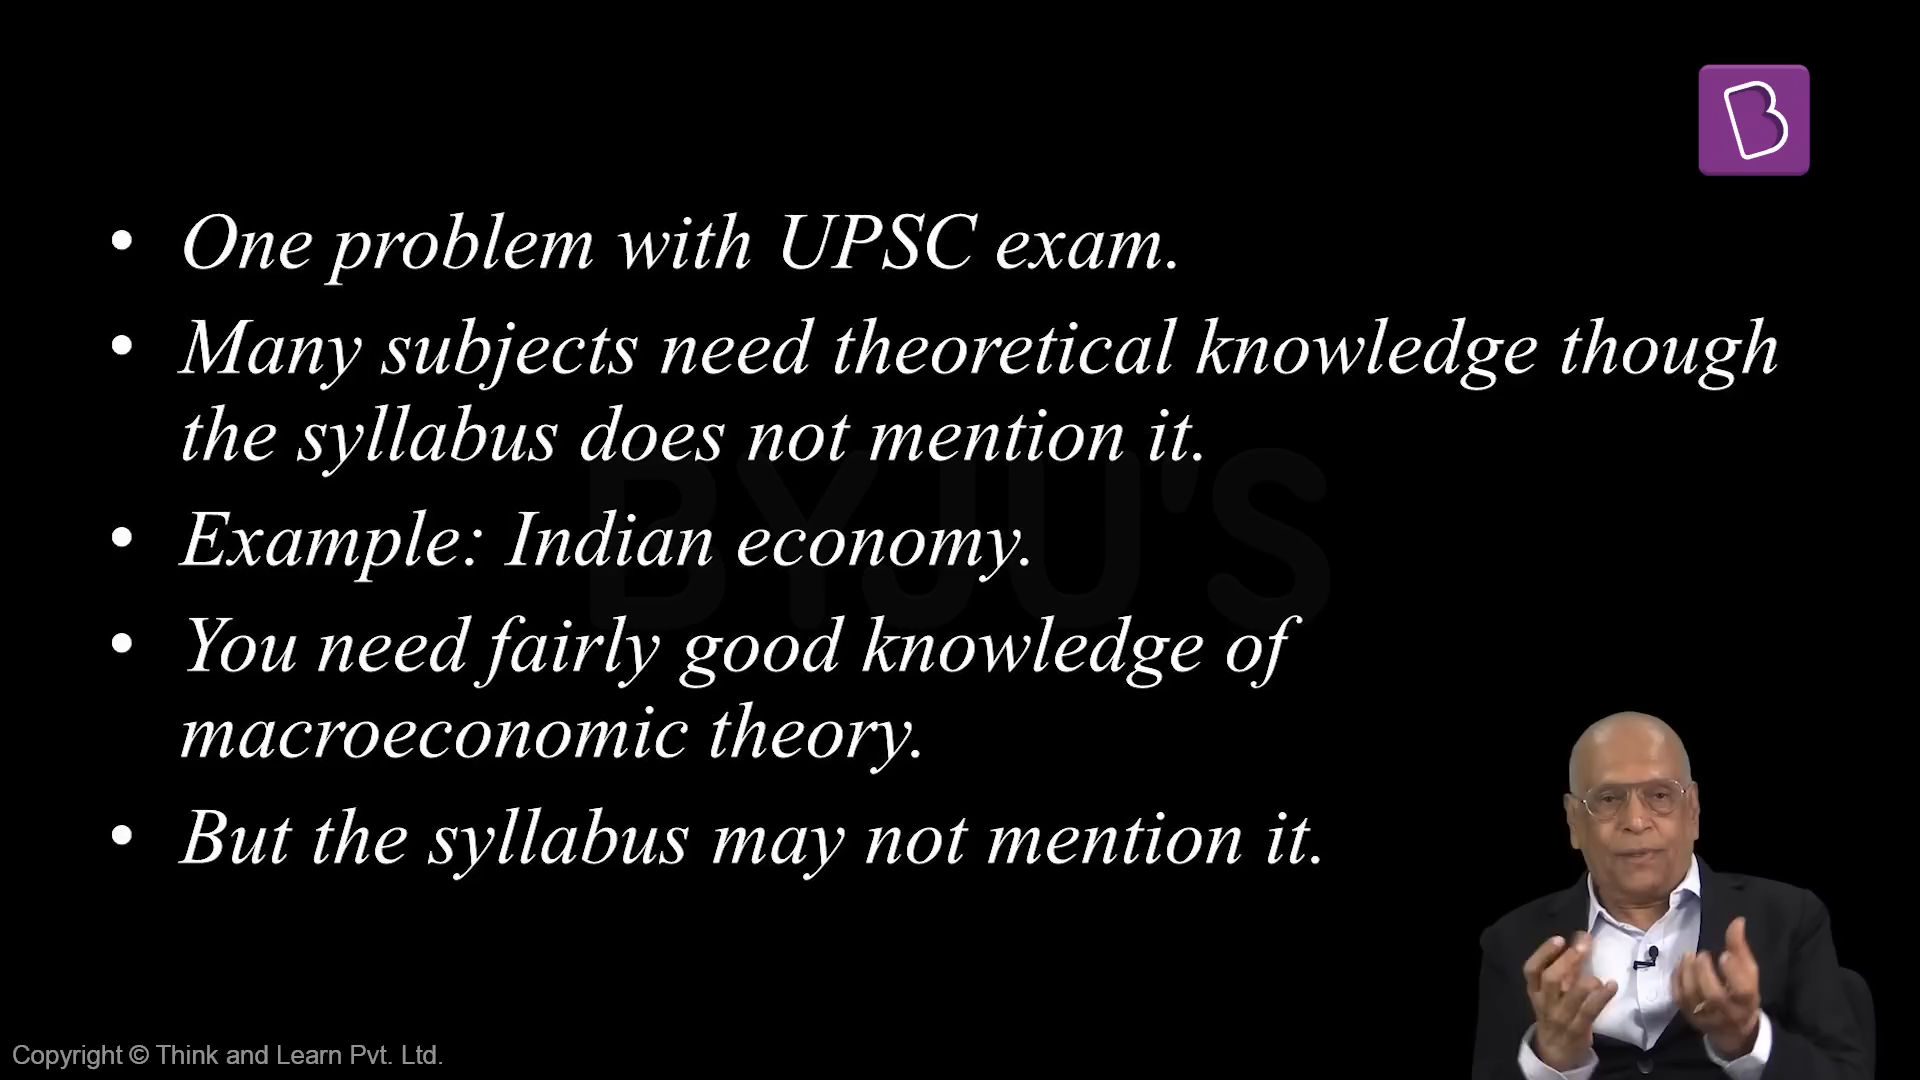 B
• One problem with UPSC exam.
• Many subjects need theoretical knowledge though
the syllabus does not mention it.
BYJU'S
• Example: Indian economy.
• You need fairly good knowledge of
macroeconomic theory.
• But the syllabus may not mention it.
Copyright © Think and Learn Pvt. Ltd.